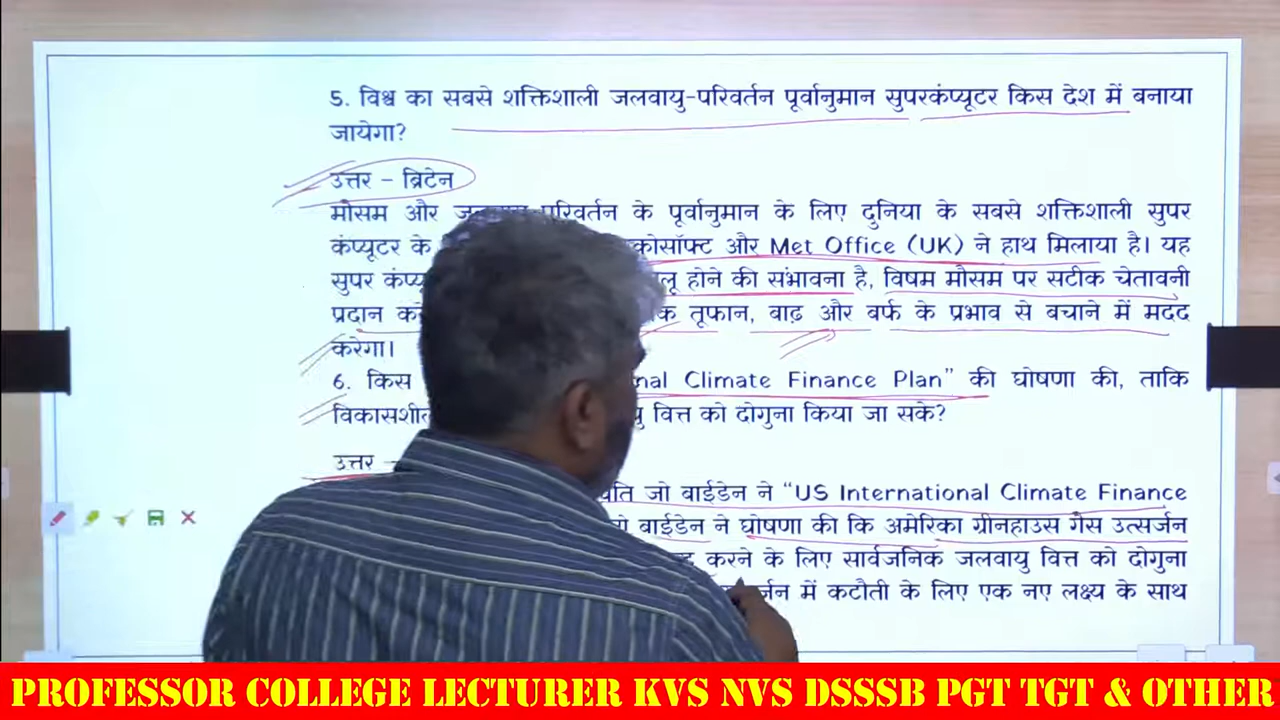 5. विश्व का सबसे शक्तिशाली जलवायु-परिवर्तन पूर्वानुमान सुपरकंप्यूटर किस देश में बनाया
जायेगा?
उत्तर – ब्रिटेन
मौसम और परिवर्तन के पूर्वानुमान के लिए दुनिया के सबसे शक्तिशाली सुपर
कंप्यूटर के और Met Office (UK) ने हाथ मिलाया है। यह
सुपर होने की संभावना है, विषम मौसम पर सटीक चेतावनी
प्रदान तूफान, बाढ़ और बर्फ के प्रभाव से बचाने में मदद
करेगा।
6. किस Climate Finance Plan” की घोषणा की, ताकि
वित्त को दोगुना किया जा सके?
उत्तर
जो बाईडेन ने “US International Climate Finance
बाईडेन ने घोषणा की कि अमेरिका ग्रीनहाउस गैस उत्सर्जन
करने के लिए सार्वजनिक जलवायु वित्त को दोगुना
में कटौती के लिए एक नए लक्ष्य के साथ
PROFESSOR COLLEGE LECTURER KVS NVS DSSSB PGT TGT & OTHER